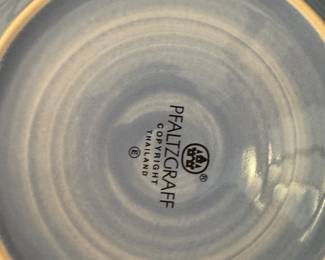 ®
PFALTZGRAFF
COPYRIGHT
THAILAND
Ⓔ